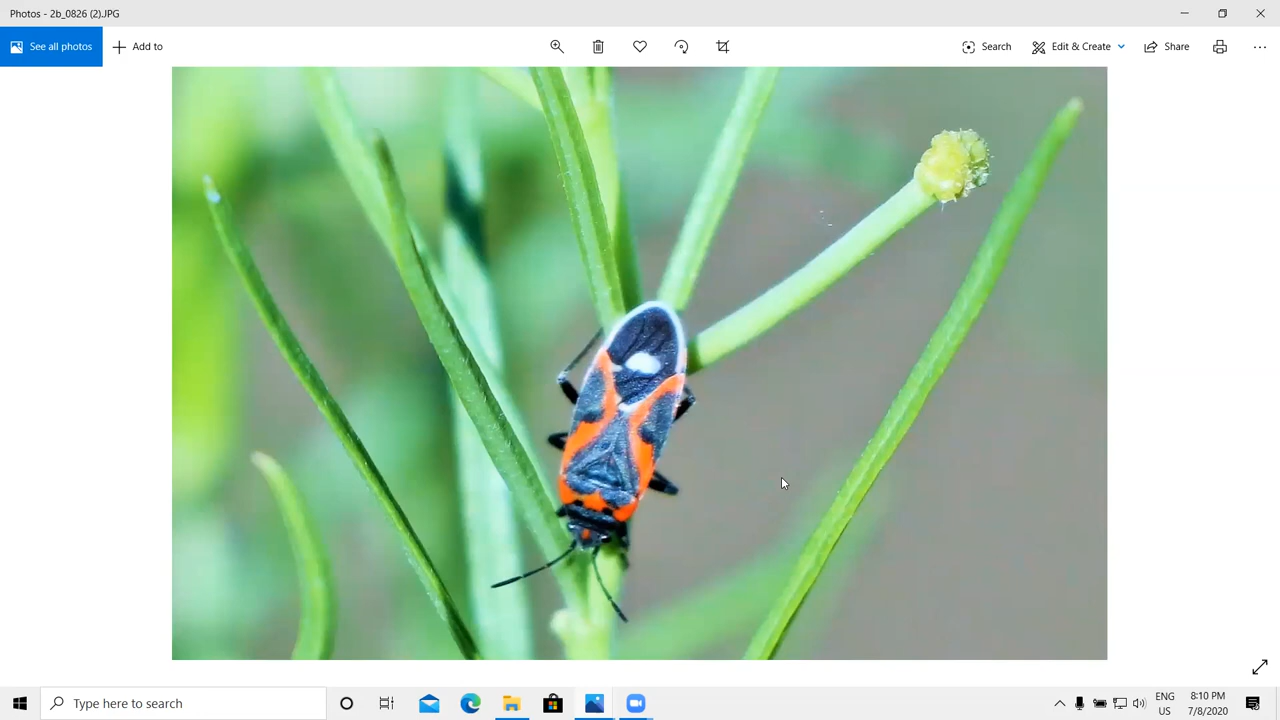 Photos - 2b_0826 (2).JPG
See all photos
Add to
Search
Edit & Create
Share
Type here to search
ENG
US
8:10 PM
7/8/2020